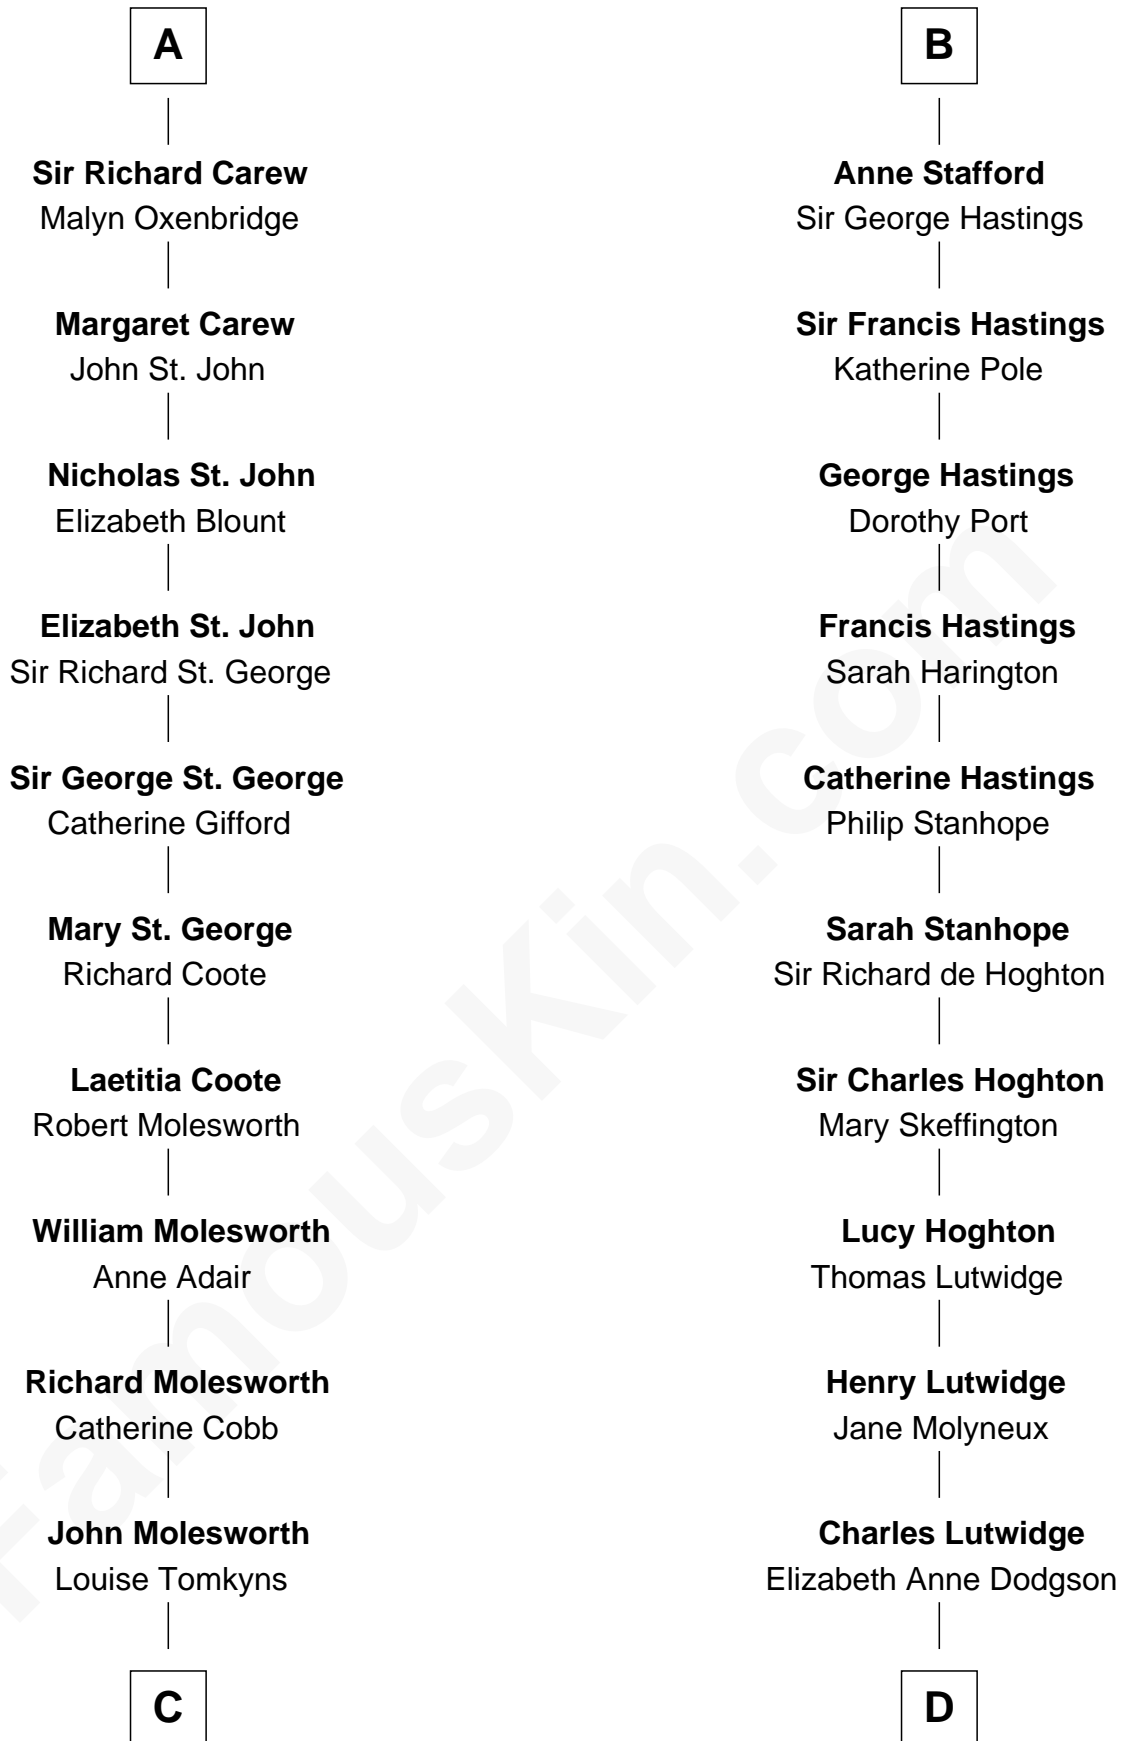 A
Sir Richard Carew
Malyn Oxenbridge
Margaret Carew
John St. John
Nicholas St. John
Elizabeth Blount
Elizabeth St. John
Sir Richard St. George
Sir George St. George
Catherine Gifford
Mary St. George
Richard Coote
Laetitia Coote
Robert Molesworth
William Molesworth
Anne Adair
Richard Molesworth
Catherine Cobb
John Molesworth
Louise Tomkyns
C
B
Anne Stafford
Sir George Hastings
Sir Francis Hastings
Katherine Pole
George Hastings
Dorothy Port
Francis Hastings
Sarah Harington
Catherine Hastings
Philip Stanhope
Sarah Stanhope
Sir Richard de Hoghton
Sir Charles Hoghton
Mary Skeffington
Lucy Hoghton
Thomas Lutwidge
Henry Lutwidge
Jane Molyneux
Charles Lutwidge
Elizabeth Anne Dodgson
D
FamousKin.com